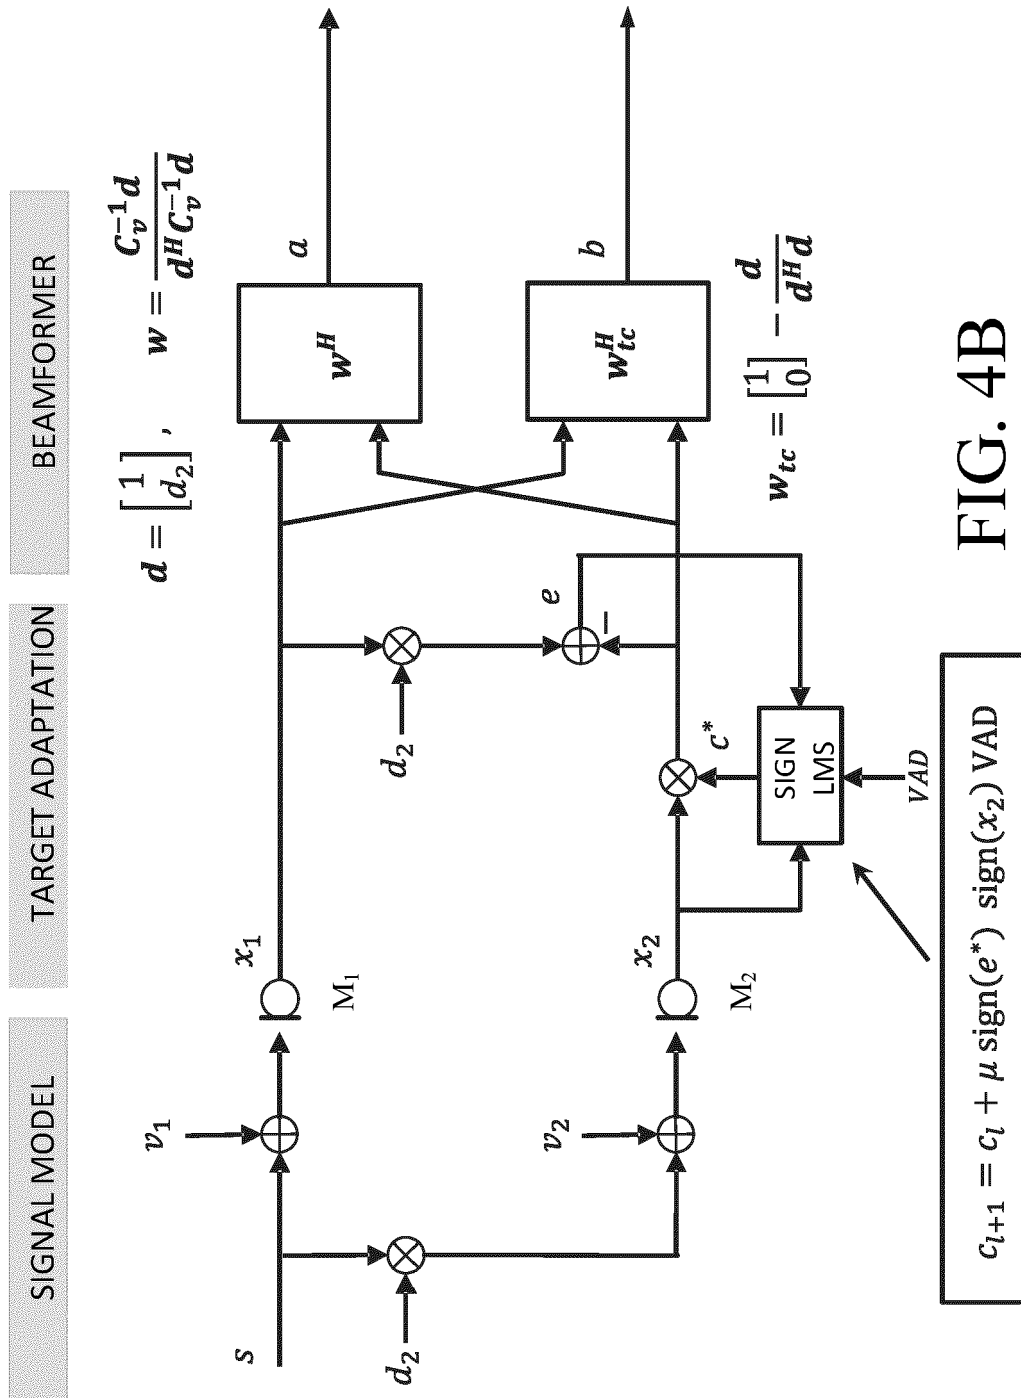 SIGNAL MODEL
TARGET ADAPTATION
BEAMFORMER
d = [1 d₂] , w = C_v⁻¹d / d^H C_v⁻¹d
s
v₁
x₁
M₁
w^H
a
d₂
d₂
e
−
v₂
x₂
M₂
c*
w_tc^H
b
SIGN
LMS
VAD
w_tc = [1 0] − d / d^H d
c_{l+1} = c_l + μ sign(e*) sign(x₂) VAD
FIG. 4B